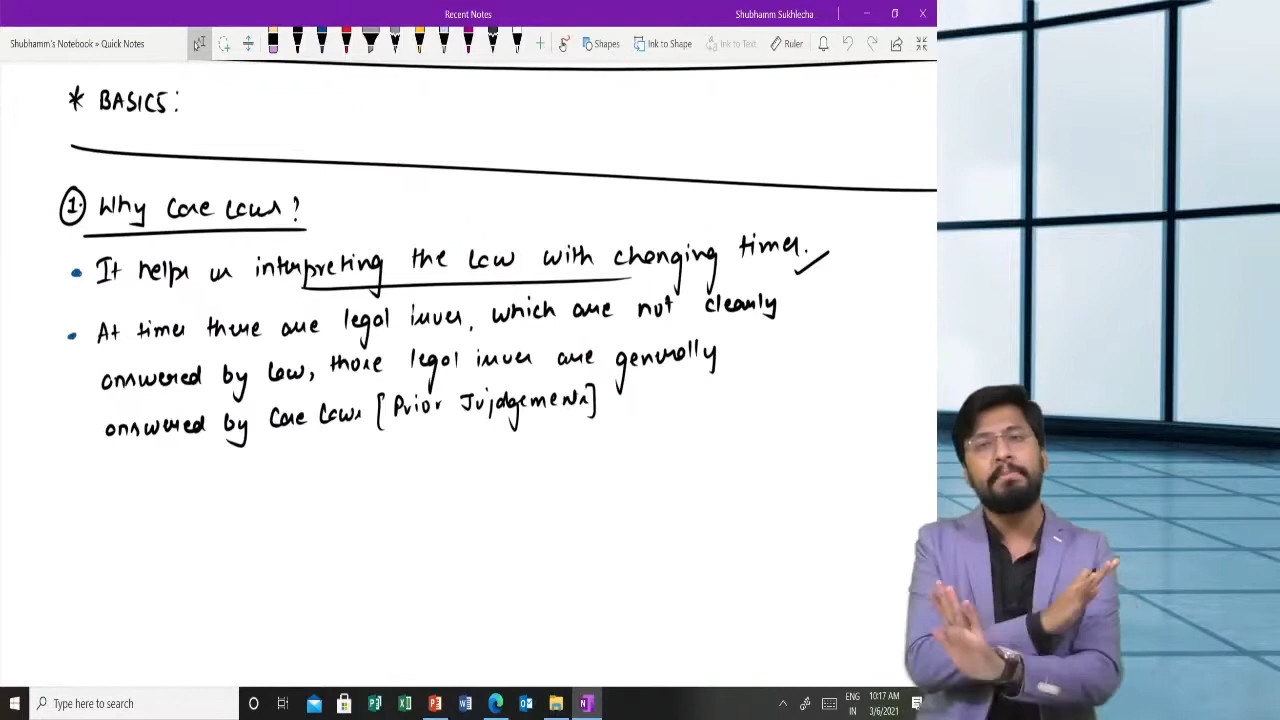 Recent Notes
Shubhamm Sukhlecha
Shubhamm's Notebook » Quick Notes
Shapes
Ink to Shape
Ink to Text
Ruler
* BASICS:
1. Why Case Laws?
• It helps us interpreting the law with changing times.
• At times there are legal issues, which are not clearly
answered by law, those legal issues are generally
answered by Case Laws [Prior Jujdgements]
Type here to search
ENG
IN
10:17 AM
3/6/2021